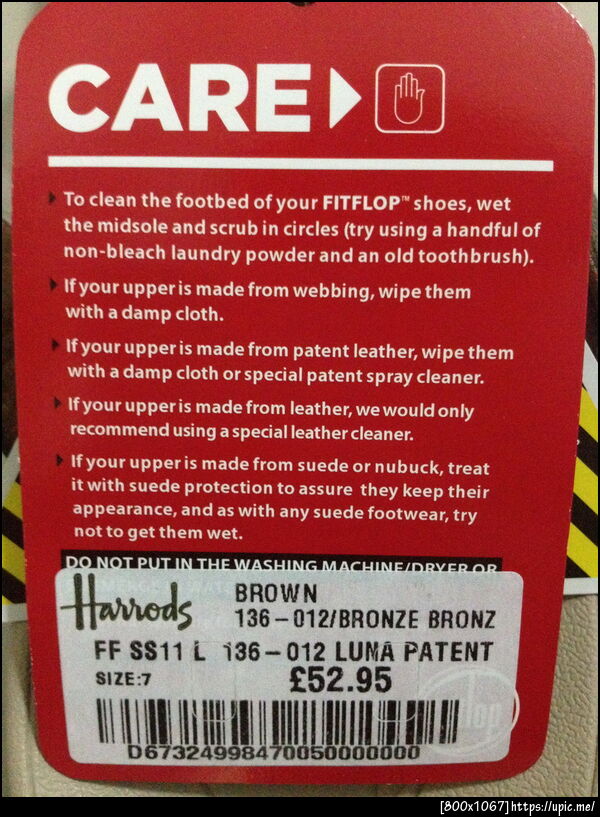 CARE
To clean the footbed of your FITFLOP™ shoes, wet
the midsole and scrub in circles (try using a handful of
non-bleach laundry powder and an old toothbrush).
If your upper is made from webbing, wipe them
with a damp cloth.
If your upper is made from patent leather, wipe them
with a damp cloth or special patent spray cleaner.
If your upper is made from leather, we would only
recommend using a special leather cleaner.
If your upper is made from suede or nubuck, treat
it with suede protection to assure they keep their
appearance, and as with any suede footwear, try
not to get them wet.
DO NOT PUT IN THE WASHING MACHINE/DRYER OR
Harrods
BROWN
136-012/BRONZE BRONZ
FF SS11 L 136-012 LUNA PATENT
SIZE:7
£52.95
D67324998470050000000
[800x1067]https://upic.me/